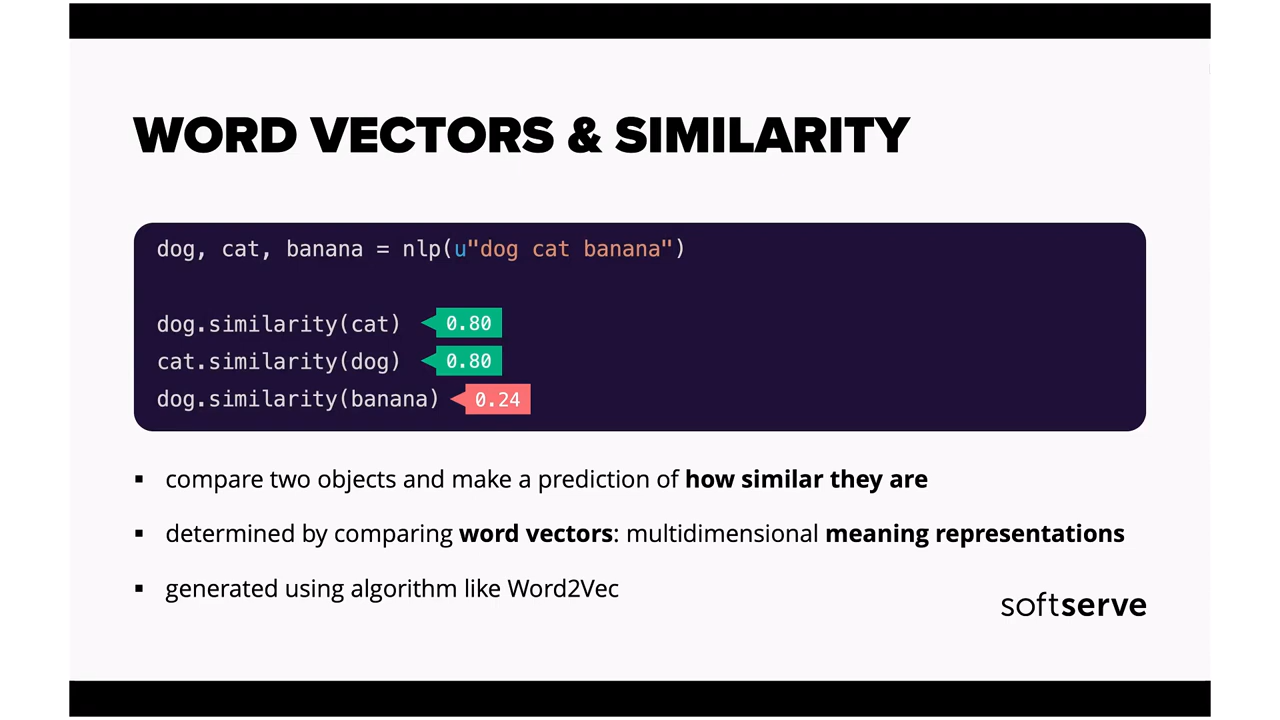 WORD VECTORS & SIMILARITY
dog, cat, banana = nlp(u"dog cat banana")
dog.similarity(cat) 0.80
cat.similarity(dog) 0.80
dog.similarity(banana) 0.24
▪ compare two objects and make a prediction of how similar they are
▪ determined by comparing word vectors: multidimensional meaning representations
▪ generated using algorithm like Word2Vec
softserve